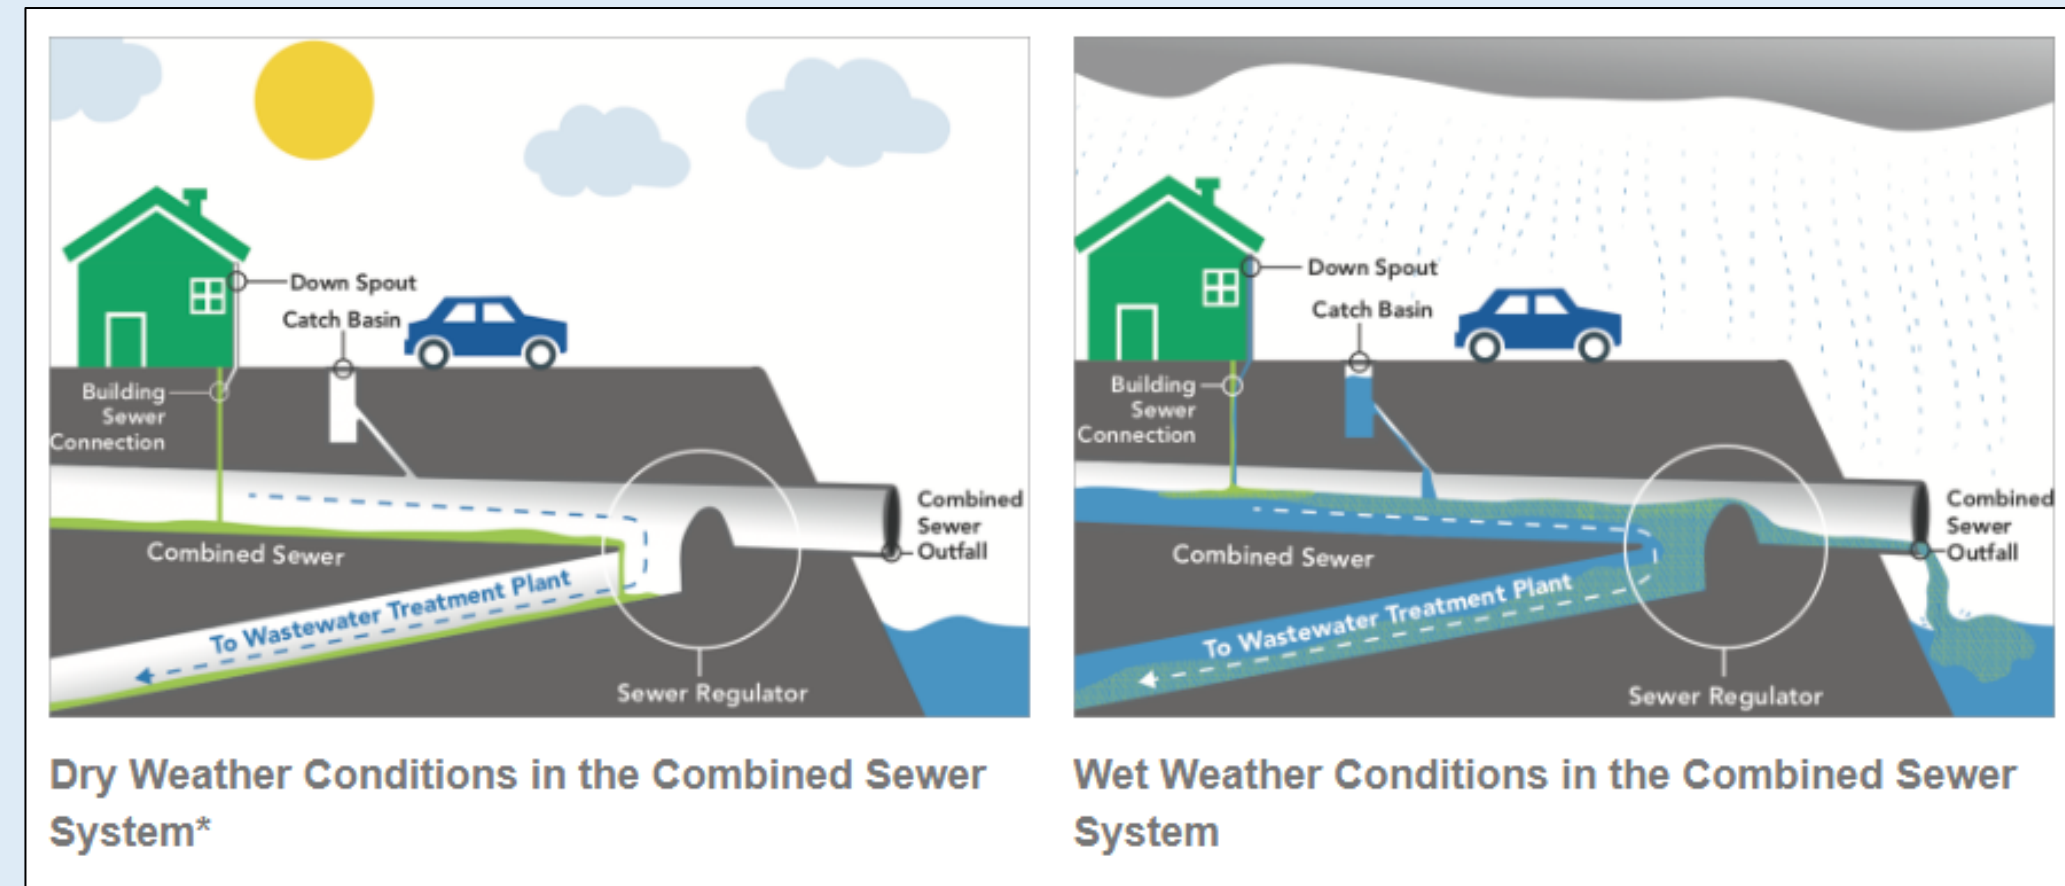 Down Spout
Catch Basin
Building
Sewer
Connection
Combined
Sewer
Outfall
Combined Sewer
To Wastewater Treatment Plant
Sewer Regulator
Dry Weather Conditions in the Combined Sewer
System*
Down Spout
Catch Basin
Building
Sewer
Connection
Combined
Sewer
Outfall
Combined Sewer
To Wastewater Treatment Plant
Sewer Regulator
Wet Weather Conditions in the Combined Sewer
System